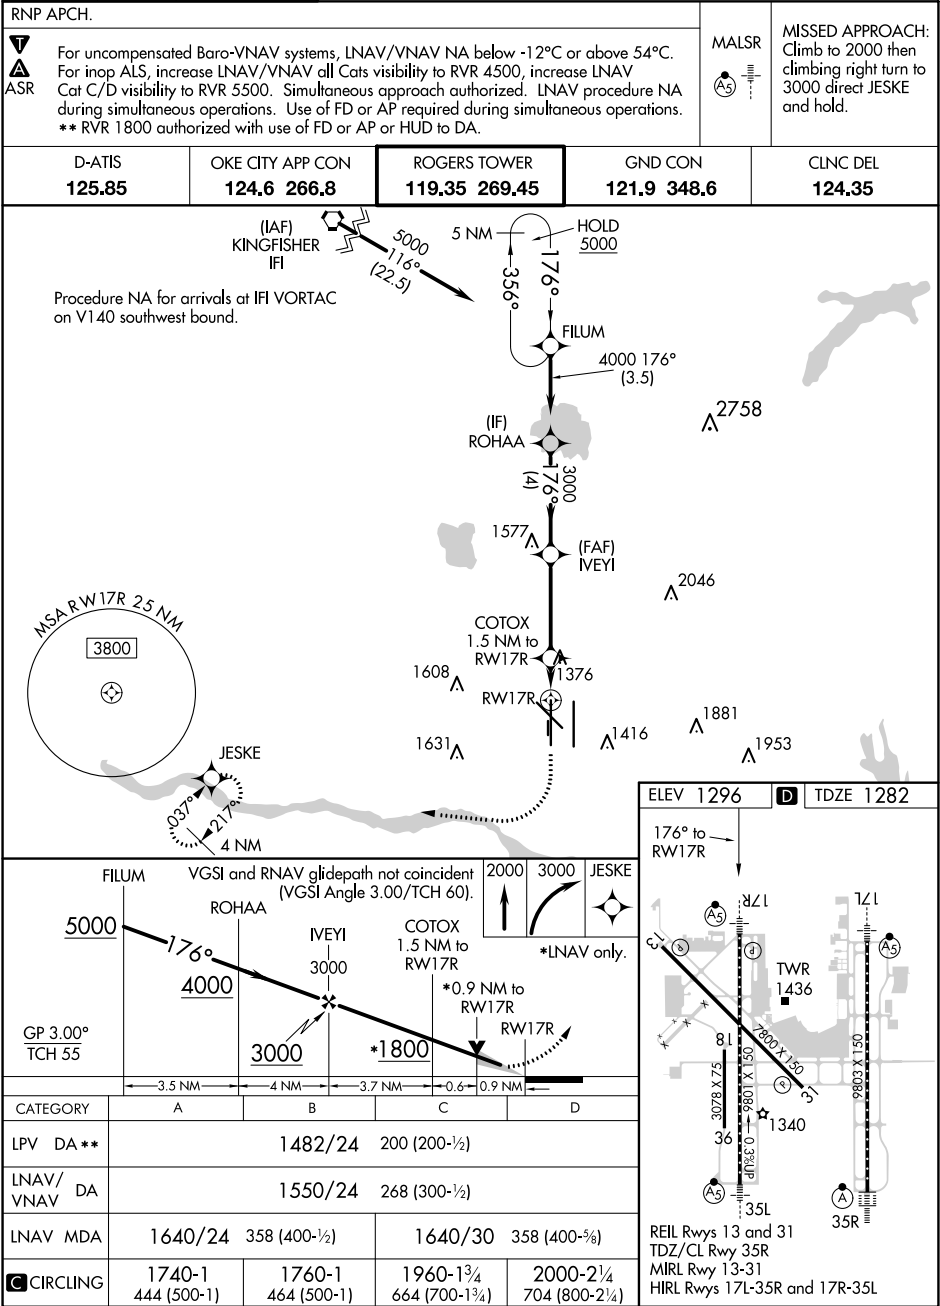 RNP APCH.
T
A
ASR
For uncompensated Baro-VNAV systems, LNAV/VNAV NA below -12°C or above 54°C.
For inop ALS, increase LNAV/VNAV all Cats visibility to RVR 4500, increase LNAV
Cat C/D visibility to RVR 5500. Simultaneous approach authorized. LNAV procedure NA
during simultaneous operations. Use of FD or AP required during simultaneous operations.
** RVR 1800 authorized with use of FD or AP or HUD to DA.
MALSR
A5
MISSED APPROACH:
Climb to 2000 then
climbing right turn to
3000 direct JESKE
and hold.
D-ATIS
125.85
OKE CITY APP CON
124.6 266.8
ROGERS TOWER
119.35 269.45
GND CON
121.9 348.6
CLNC DEL
124.35
(IAF)
KINGFISHER
IFI
5000
116°
(22.5)
5 NM
HOLD
5000
356°
176°
Procedure NA for arrivals at IFI VORTAC
on V140 southwest bound.
FILUM
4000 176°
(3.5)
2758
(IF)
ROHAA
3000
176°
(4)
1577
(FAF)
IVEYI
2046
MSA RW17R 25 NM
3800
COTOX
1.5 NM to
RW17R
1376
1608
RW17R
1631
1416
1881
1953
JESKE
037°
217°
4 NM
ELEV 1296
D
TDZE 1282
176° to
RW17R
17R
17L
A5
A5
13
P
P
TWR
1436
7800 X 150
18
3078 X 75
36
9801 X 150
0.3%UP
P
31
1340
9803 X 150
A5
35L
A
35R
REIL Rwys 13 and 31
TDZ/CL Rwy 35R
MIRL Rwy 13-31
HIRL Rwys 17L-35R and 17R-35L
FILUM
VGSI and RNAV glidepath not coincident
(VGSI Angle 3.00/TCH 60).
2000
3000
JESKE
*LNAV only.
5000
176°
ROHAA
4000
IVEYI
3000
3000
COTOX
1.5 NM to
RW17R
*1800
*0.9 NM to
RW17R
RW17R
GP 3.00°
TCH 55
3.5 NM
4 NM
3.7 NM
0.6
0.9 NM
CATEGORY A B C D
LPV DA** 1482/24 200 (200-½)
LNAV/
VNAV DA 1550/24 268 (300-½)
LNAV MDA 1640/24 358 (400-½) 1640/30 358 (400-⅝)
C CIRCLING
1740-1
444 (500-1)
1760-1
464 (500-1)
1960-1¾
664 (700-1¾)
2000-2¼
704 (800-2¼)